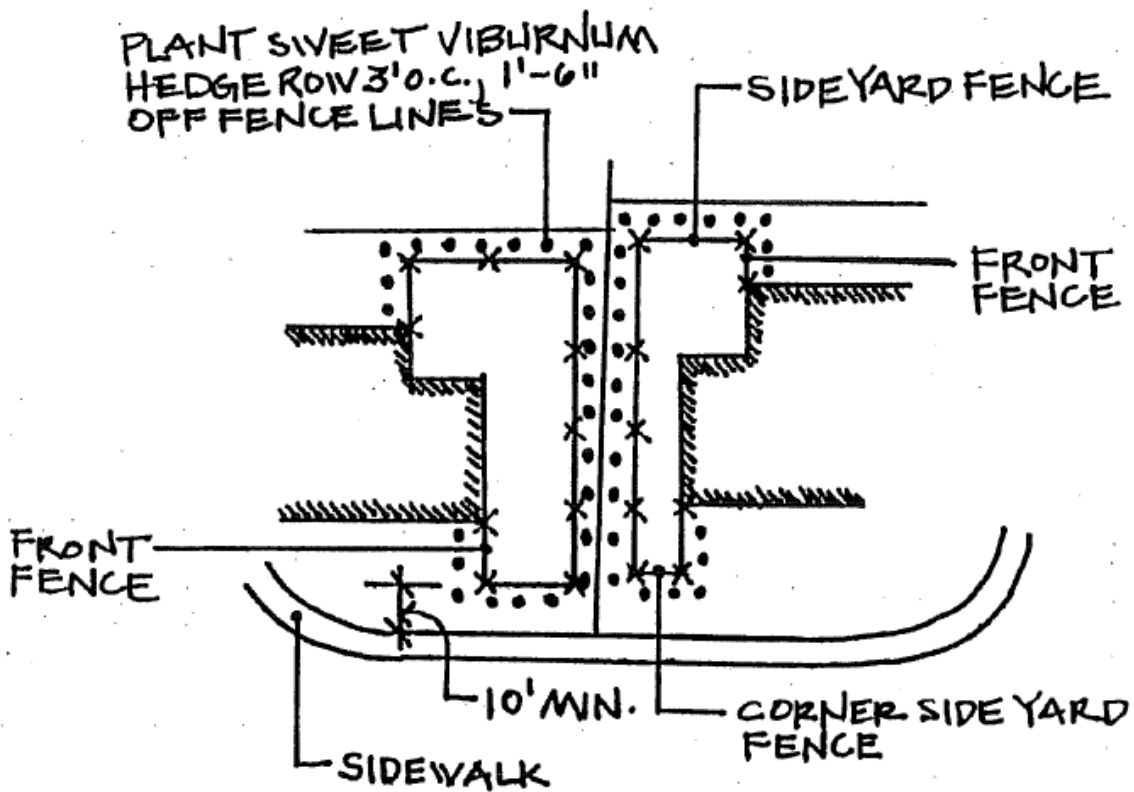 PLANT SWEET VIBURNUM
HEDGE ROW 3' O.C., 1'-6"
OFF FENCE LINES
SIDEYARD FENCE
FRONT
FENCE
FRONT
FENCE
10' MIN.
CORNER SIDE YARD
FENCE
SIDEWALK